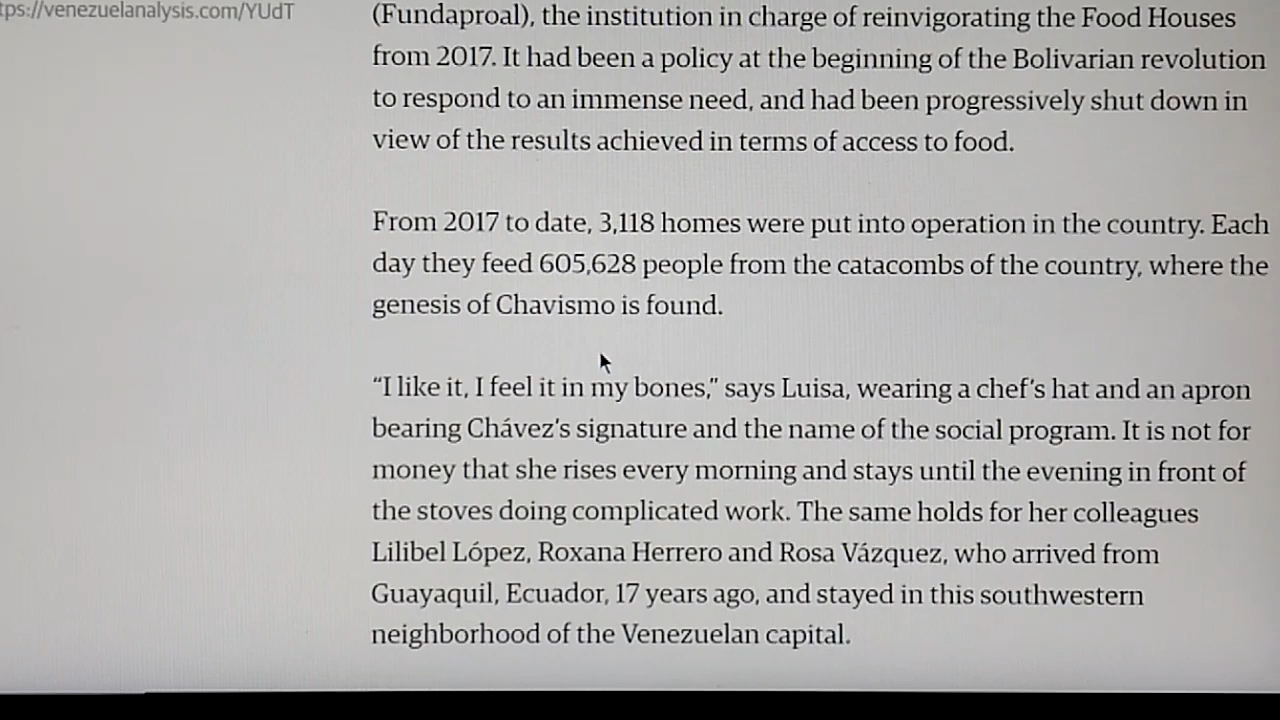 tps://venezuelanalysis.com/YUdT
(Fundaproal), the institution in charge of reinvigorating the Food Houses
from 2017. It had been a policy at the beginning of the Bolivarian revolution
to respond to an immense need, and had been progressively shut down in
view of the results achieved in terms of access to food.
From 2017 to date, 3,118 homes were put into operation in the country. Each
day they feed 605,628 people from the catacombs of the country, where the
genesis of Chavismo is found.
“I like it, I feel it in my bones,” says Luisa, wearing a chef’s hat and an apron
bearing Chávez’s signature and the name of the social program. It is not for
money that she rises every morning and stays until the evening in front of
the stoves doing complicated work. The same holds for her colleagues
Lilibel López, Roxana Herrero and Rosa Vázquez, who arrived from
Guayaquil, Ecuador, 17 years ago, and stayed in this southwestern
neighborhood of the Venezuelan capital.